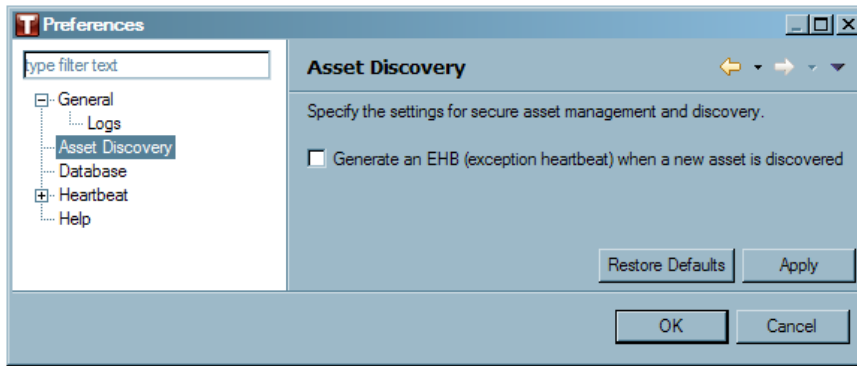 T Preferences
type filter text
General
Logs
Asset Discovery
Database
Heartbeat
Help
Asset Discovery
Specify the settings for secure asset management and discovery.
Generate an EHB (exception heartbeat) when a new asset is discovered
Restore Defaults Apply
OK Cancel